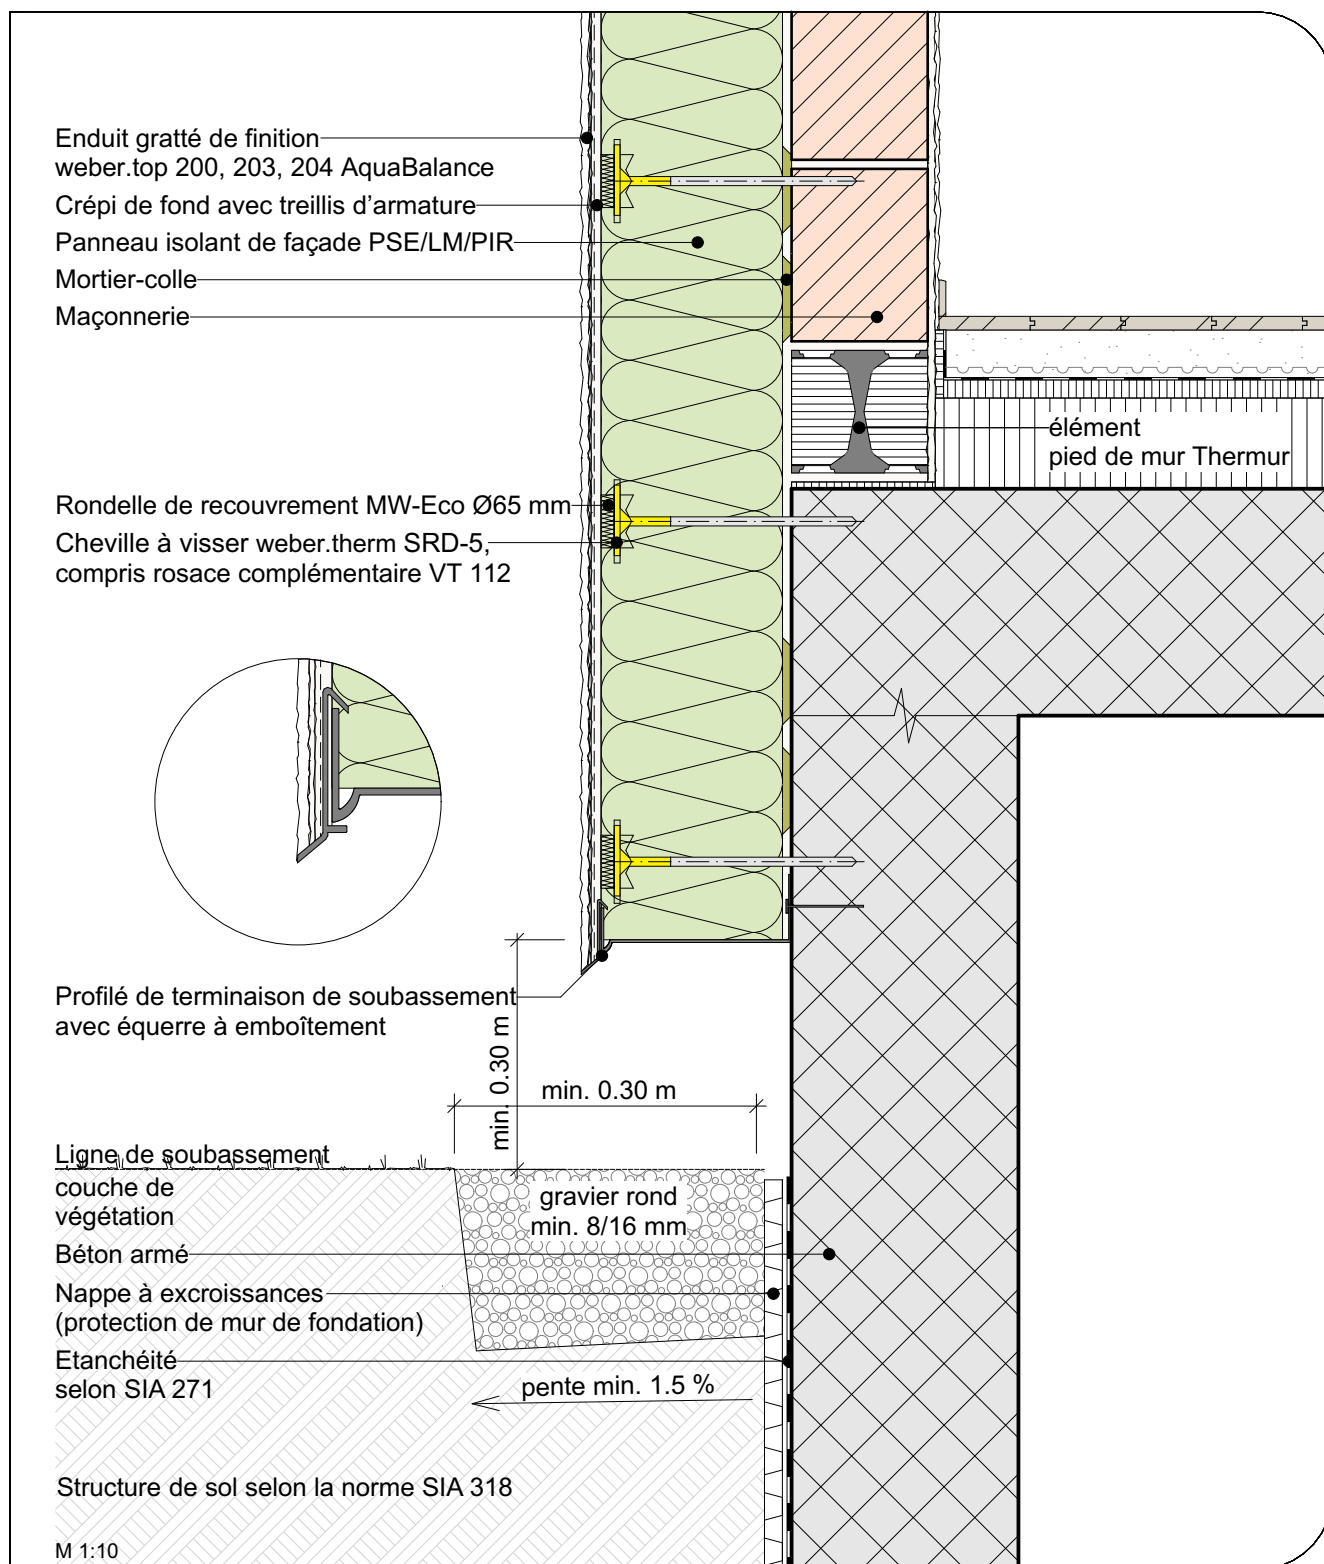 Enduit gratté de finition
weber.top 200, 203, 204 AquaBalance
Crépi de fond avec treillis d'armature
Panneau isolant de façade PSE/LM/PIR
Mortier-colle
Maçonnerie
élément
pied de mur Thermur
Rondelle de recouvrement MW-Eco Ø65 mm
Cheville à visser weber.therm SRD-5,
compris rosace complémentaire VT 112
Profilé de terminaison de soubassement
avec équerre à emboîtement
min. 0.30 m
min. 0.30 m
Ligne de soubassement
couche de
végétation
gravier rond
min. 8/16 mm
Béton armé
Nappe à excroissances
(protection de mur de fondation)
Etanchéité
selon SIA 271
pente min. 1.5 %
Structure de sol selon la norme SIA 318
M 1:10